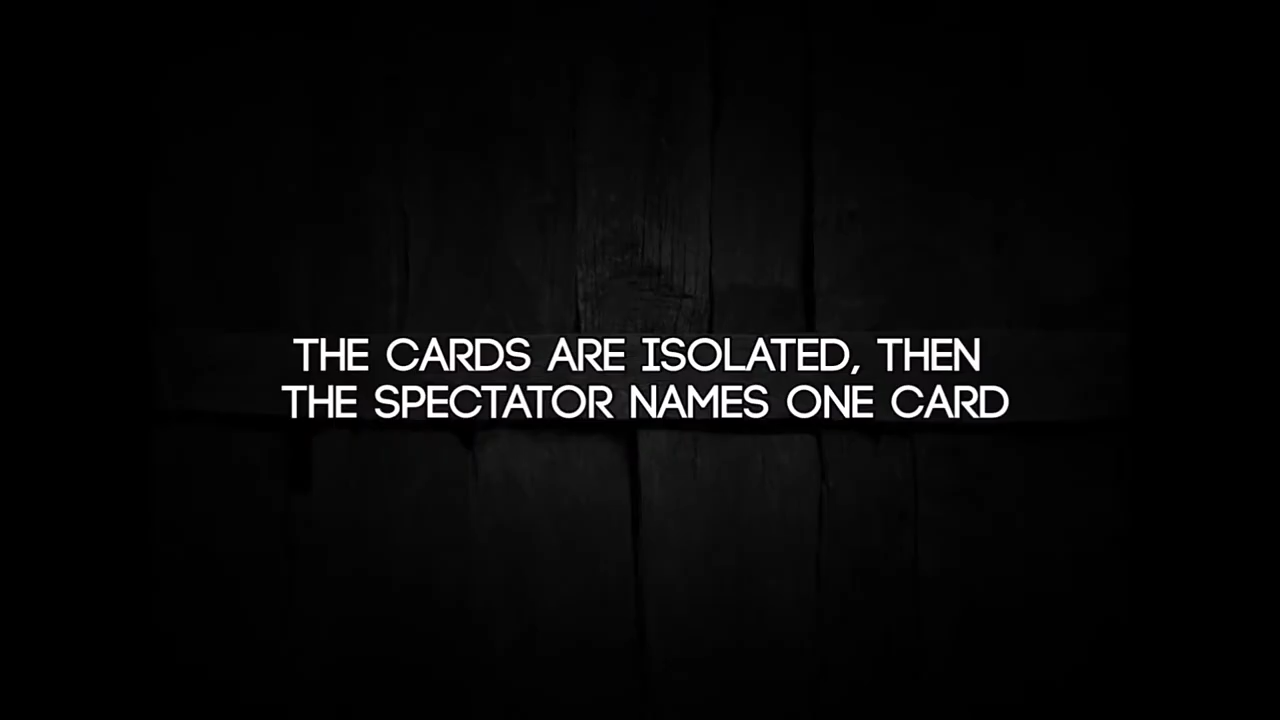 THE CARDS ARE ISOLATED, THEN
THE SPECTATOR NAMES ONE CARD